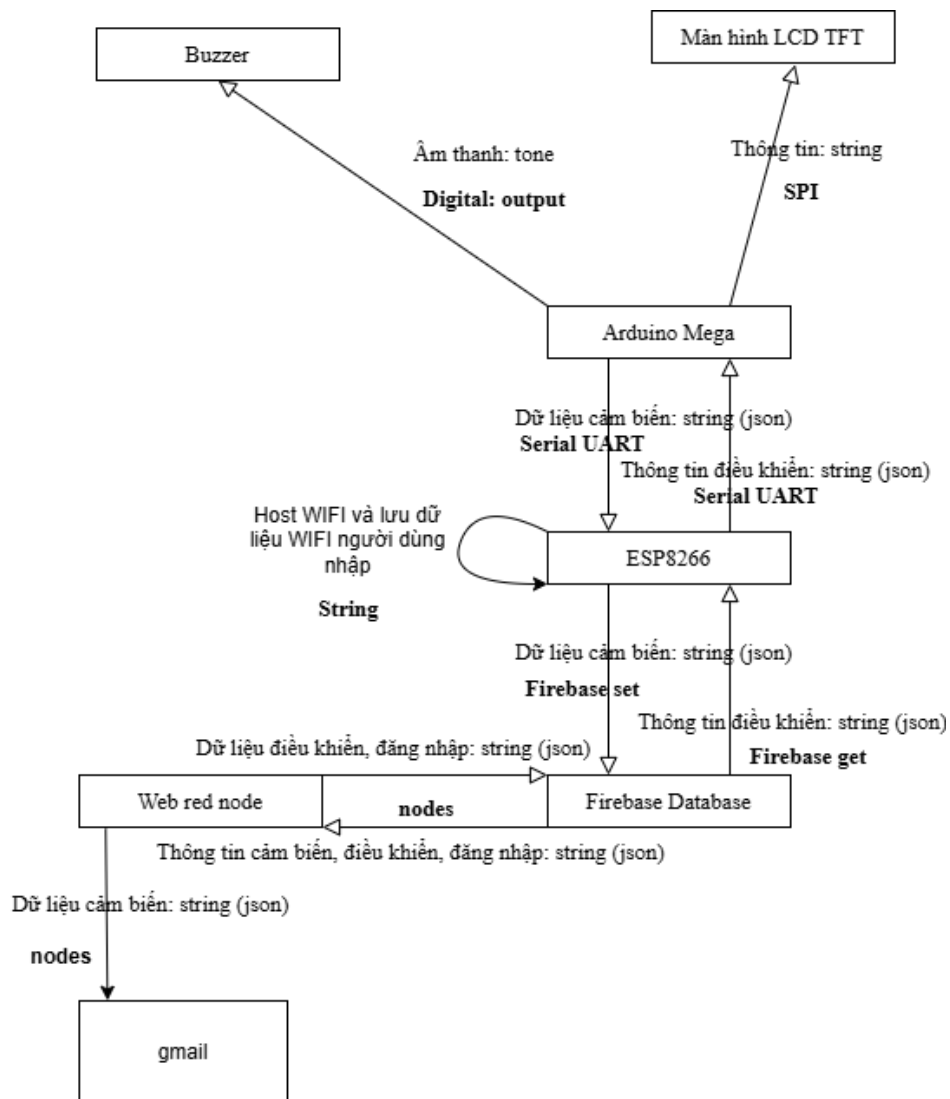 Màn hình LCD TFT
Buzzer
Âm thanh: tone
Thông tin: string
Digital: output
SPI
Arduino Mega
Dữ liệu cảm biến: string (json)
Serial UART
Thông tin điều khiển: string (json)
Serial UART
Host WIFI và lưu dữ
liệu WIFI người dùng
nhập
String
ESP8266
Dữ liệu cảm biến: string (json)
Firebase set
Thông tin điều khiển: string (json)
Firebase get
Dữ liệu điều khiển, đăng nhập: string (json)
Web red node
nodes
Firebase Database
Thông tin cảm biến, điều khiển, đăng nhập: string (json)
Dữ liệu cảm biến: string (json)
nodes
gmail